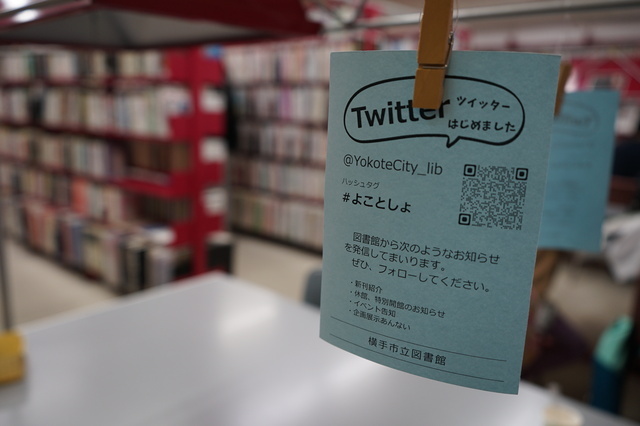 Twitter ツイッター
はじめました
@YokoteCity_lib
ハッシュタグ
#よことしょ
図書館から次のようなお知らせ
を発信してまいります。
ぜひ、フォローしてください。
・新刊紹介
・休館、特別開館のお知らせ
・イベント告知
・企画展示あんない
横手市立図書館